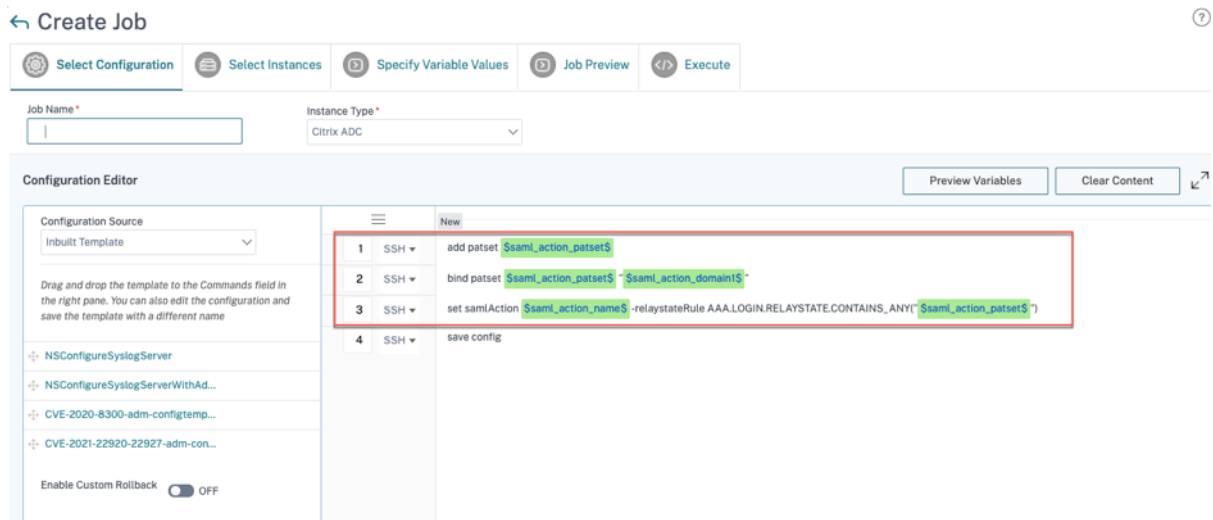 Create Job
?
Select Configuration
Select Instances
Specify Variable Values
Job Preview
Execute
Job Name*
Instance Type*
Citrix ADC
Configuration Editor
Preview Variables
Clear Content
Configuration Source
Inbuilt Template
Drag and drop the template to the Commands field in
the right pane. You can also edit the configuration and
save the template with a different name
NSConfigureSyslogServer
NSConfigureSyslogServerWithAd...
CVE-2020-8300-adm-configtemp...
CVE-2021-22920-22927-adm-con...
Enable Custom Rollback OFF
New
1 SSH add patset $saml_action_patset$
2 SSH bind patset $saml_action_patset$ "$saml_action_domain1$"
3 SSH set samlAction $saml_action_name$ -relaystateRule AAA.LOGIN.RELAYSTATE.CONTAINS_ANY("$saml_action_patset$")
4 SSH save config